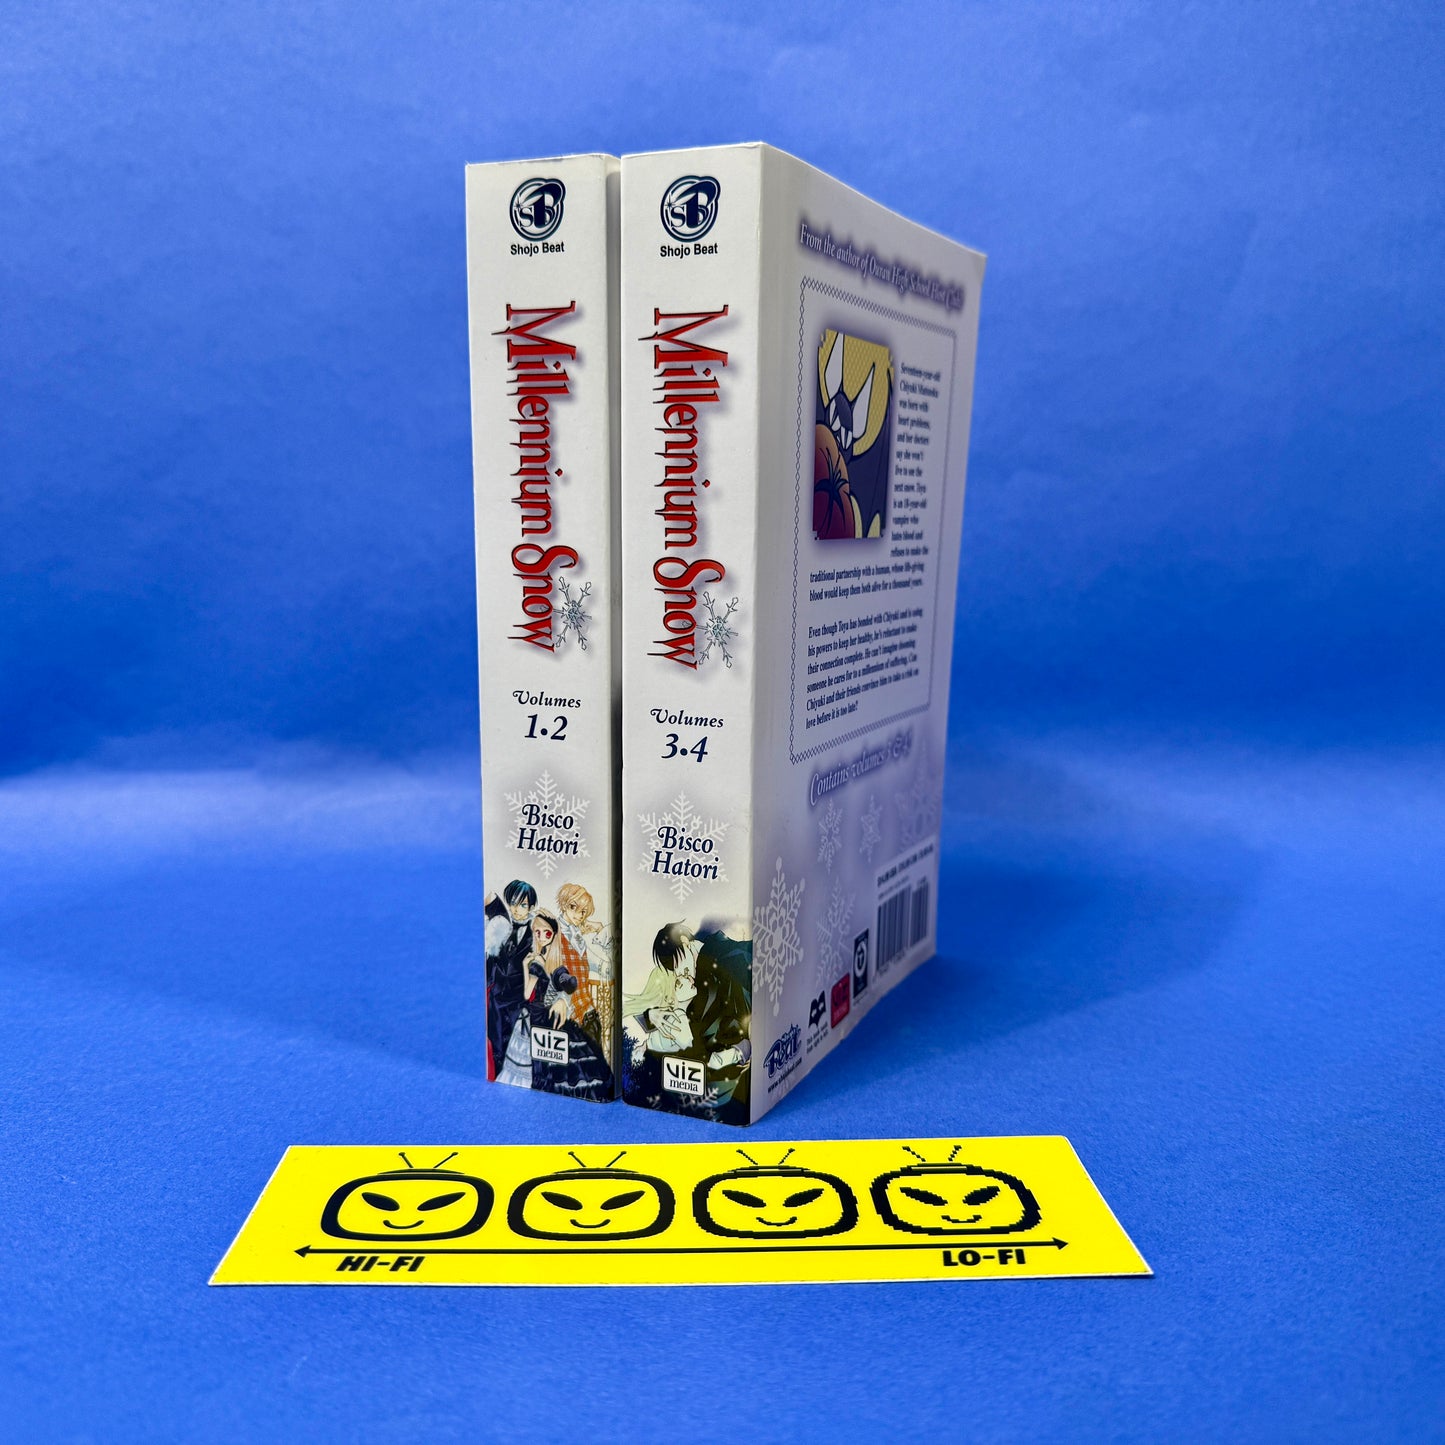 Shojo Beat
Millennium Snow
Volumes
1•2
Bisco
Hatori
VIZ
MEDIA
Shojo Beat
Millennium Snow
Volumes
3•4
Bisco
Hatori
VIZ
MEDIA
From the author of Ouran High School Host Club!
Seventeen-year-old
Chiyuki Matsuoka
was born with
heart problems,
and her doctors
say she won't
live to see the
next snow. Toya
is an 18-year-old
vampire who
hates blood and
refuses to make the
traditional partnership with a human, whose life-giving
blood would keep them both alive for a thousand years.
Even though Toya has bonded with Chiyuki and is using
his powers to keep her healthy, he's reluctant to make
their connection complete. He can't imagine dooming
someone he cares for to a millennium of suffering. Can
Chiyuki and their friends convince him to take a risk on
love before it is too late?
Contains volumes 3 & 4!
HI-FI
LO-FI